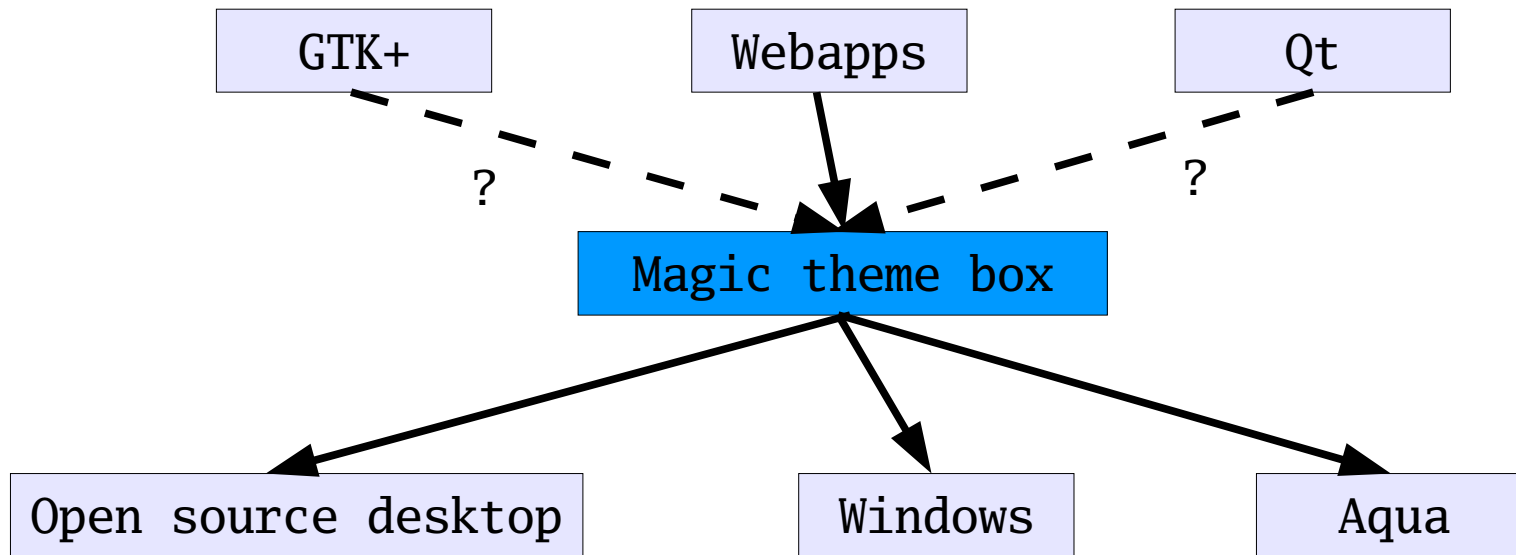 GTK+
Webapps
Qt
?
?
Magic theme box
Open source desktop
Windows
Aqua